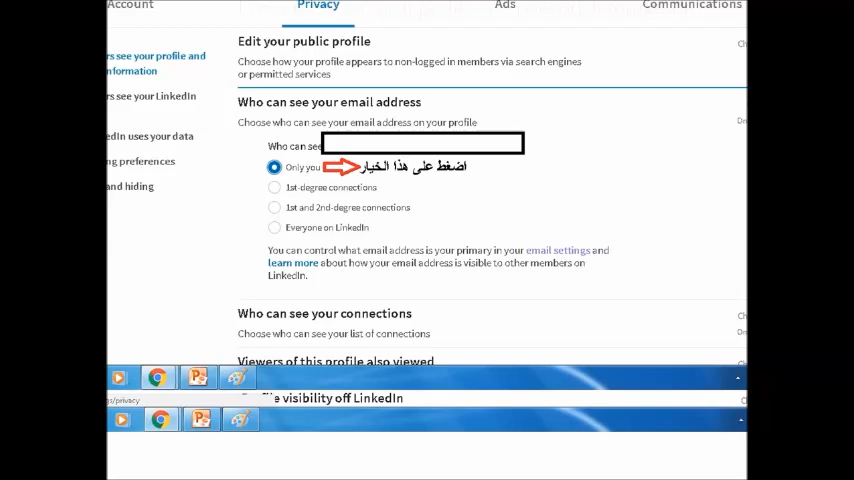 Account Privacy Ads Communications
Edit your public profile
Choose how your profile appears to non-logged in members via search engines
or permitted services
rs see your profile and
information
rs see your LinkedIn
edIn uses your data
ing preferences
and hiding
Who can see your email address
Choose who can see your email address on your profile
Who can see
Only you اضغط على هذا الخيار
1st-degree connections
1st and 2nd-degree connections
Everyone on LinkedIn
You can control what email address is your primary in your email settings and
learn more about how your email address is visible to other members on
LinkedIn.
Who can see your connections
Choose who can see your list of connections
Viewers of this profile also viewed
gs/privacy
file visibility off LinkedIn